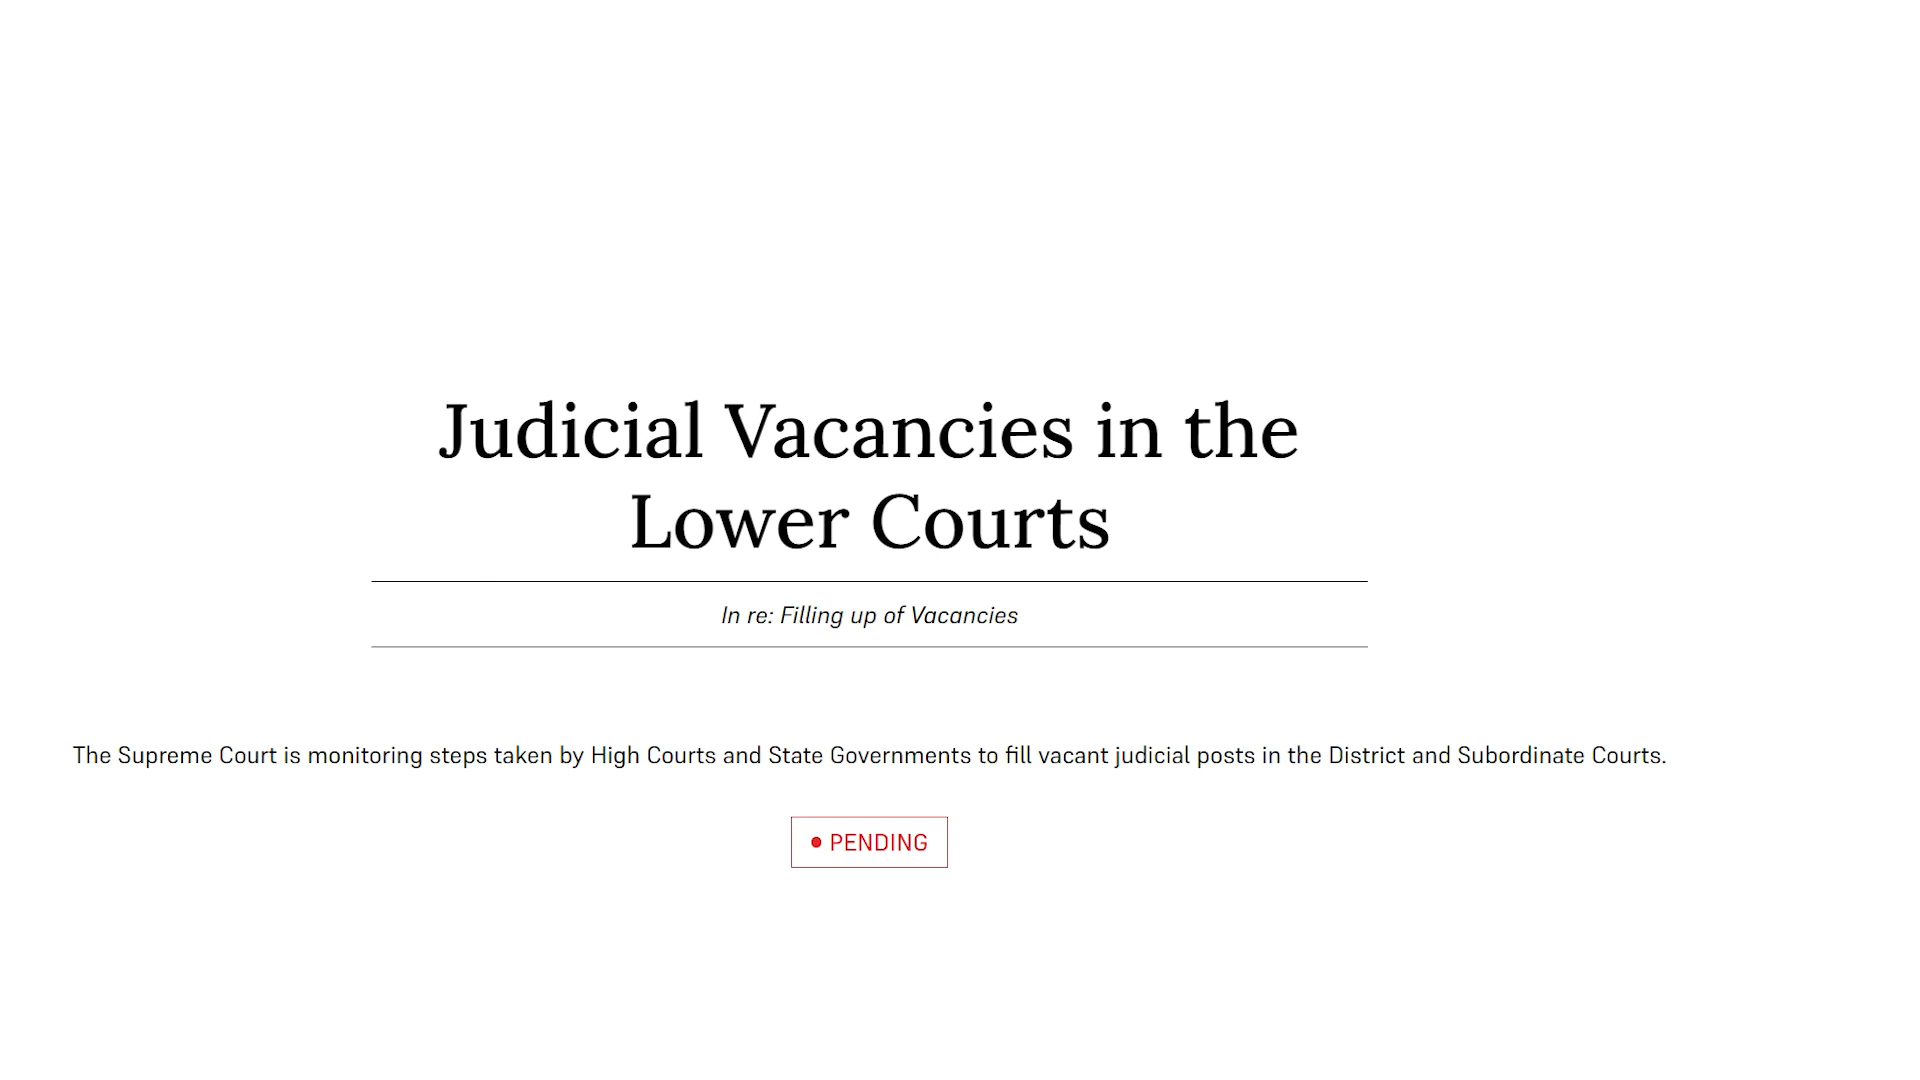 Judicial Vacancies in the
Lower Courts
In re: Filling up of Vacancies
The Supreme Court is monitoring steps taken by High Courts and State Governments to fill vacant judicial posts in the District and Subordinate Courts.
PENDING